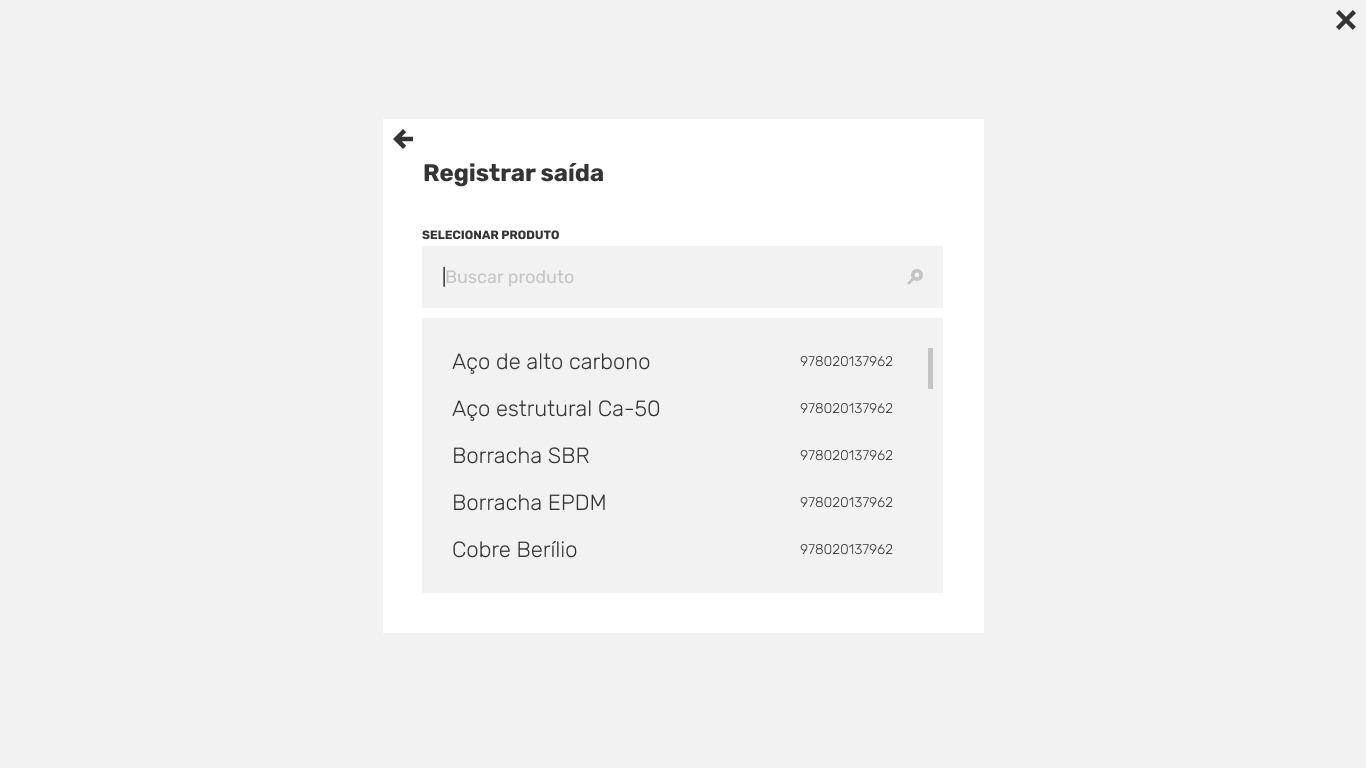 Registrar saída
SELECIONAR PRODUTO
Buscar produto
Aço de alto carbono 978020137962
Aço estrutural Ca-50 978020137962
Borracha SBR 978020137962
Borracha EPDM 978020137962
Cobre Berílio 978020137962